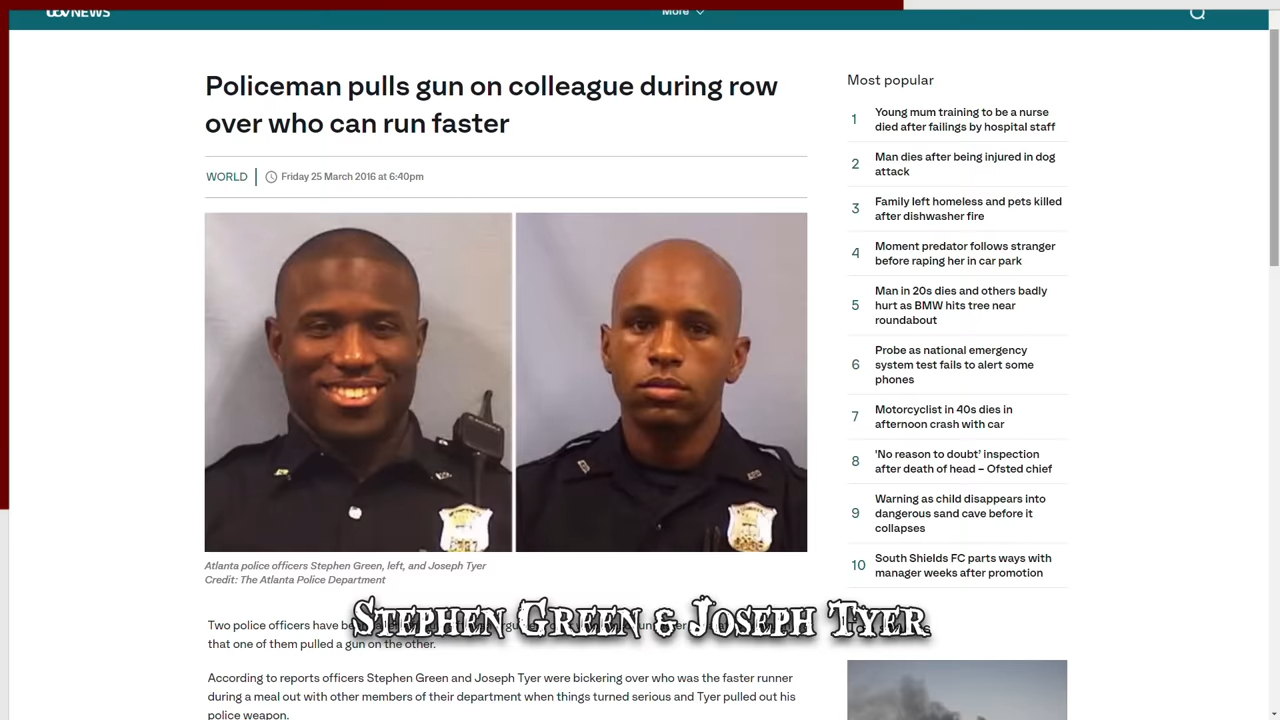 NEWS
More
Policeman pulls gun on colleague during row
over who can run faster
WORLD
Friday 25 March 2016 at 6:40pm
Atlanta police officers Stephen Green, left, and Joseph Tyer
Credit: The Atlanta Police Department
Two police officers have
that one of them pulled a gun on the other.
According to reports officers Stephen Green and Joseph Tyer were bickering over who was the faster runner
during a meal out with other members of their department when things turned serious and Tyer pulled out his
police weapon.
Stephen Green & Joseph Tyer
Most popular
1
Young mum training to be a nurse
died after failings by hospital staff
2
Man dies after being injured in dog
attack
3
Family left homeless and pets killed
after dishwasher fire
4
Moment predator follows stranger
before raping her in car park
5
Man in 20s dies and others badly
hurt as BMW hits tree near
roundabout
6
Probe as national emergency
system test fails to alert some
phones
7
Motorcyclist in 40s dies in
afternoon crash with car
8
'No reason to doubt' inspection
after death of head – Ofsted chief
9
Warning as child disappears into
dangerous sand cave before it
collapses
10
South Shields FC parts ways with
manager weeks after promotion